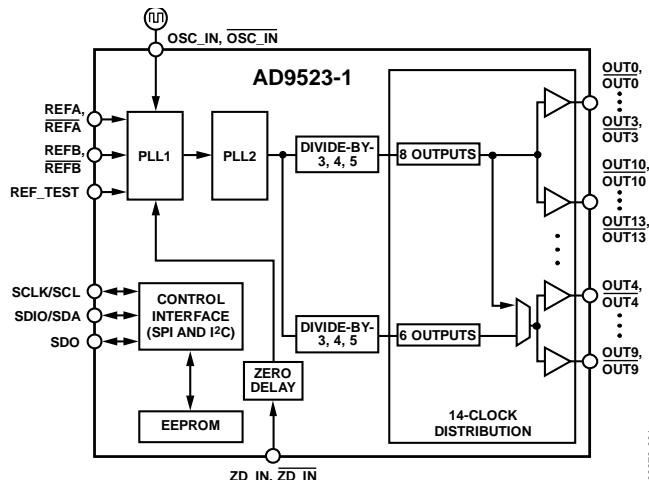 OSC_IN, OSC_IN
AD9523-1
REFA,
REFA
REFB,
REFB
REF_TEST
PLL1
PLL2
DIVIDE-BY-
3, 4, 5
8 OUTPUTS
OUT0,
OUT0
OUT3,
OUT3
OUT10,
OUT10
OUT13,
OUT13
SCLK/SCL
SDIO/SDA
SDO
CONTROL
INTERFACE
(SPI AND I²C)
EEPROM
ZERO
DELAY
DIVIDE-BY-
3, 4, 5
6 OUTPUTS
OUT4,
OUT4
OUT9,
OUT9
14-CLOCK
DISTRIBUTION
ZD_IN, ZD_IN